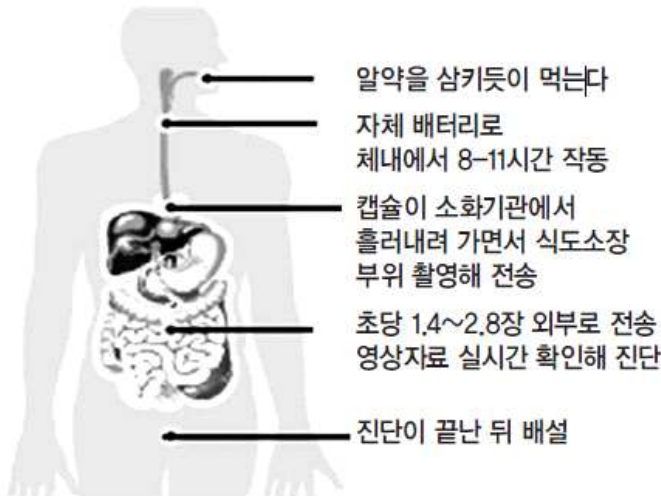 알약을 삼키듯이 먹는다
자체 배터리로
체내에서 8-11시간 작동
캡슐이 소화기관에서
흘러내려 가면서 식도소장
부위 촬영해 전송
초당 1.4~2.8장 외부로 전송
영상자료 실시간 확인해 진단
진단이 끝난 뒤 배설